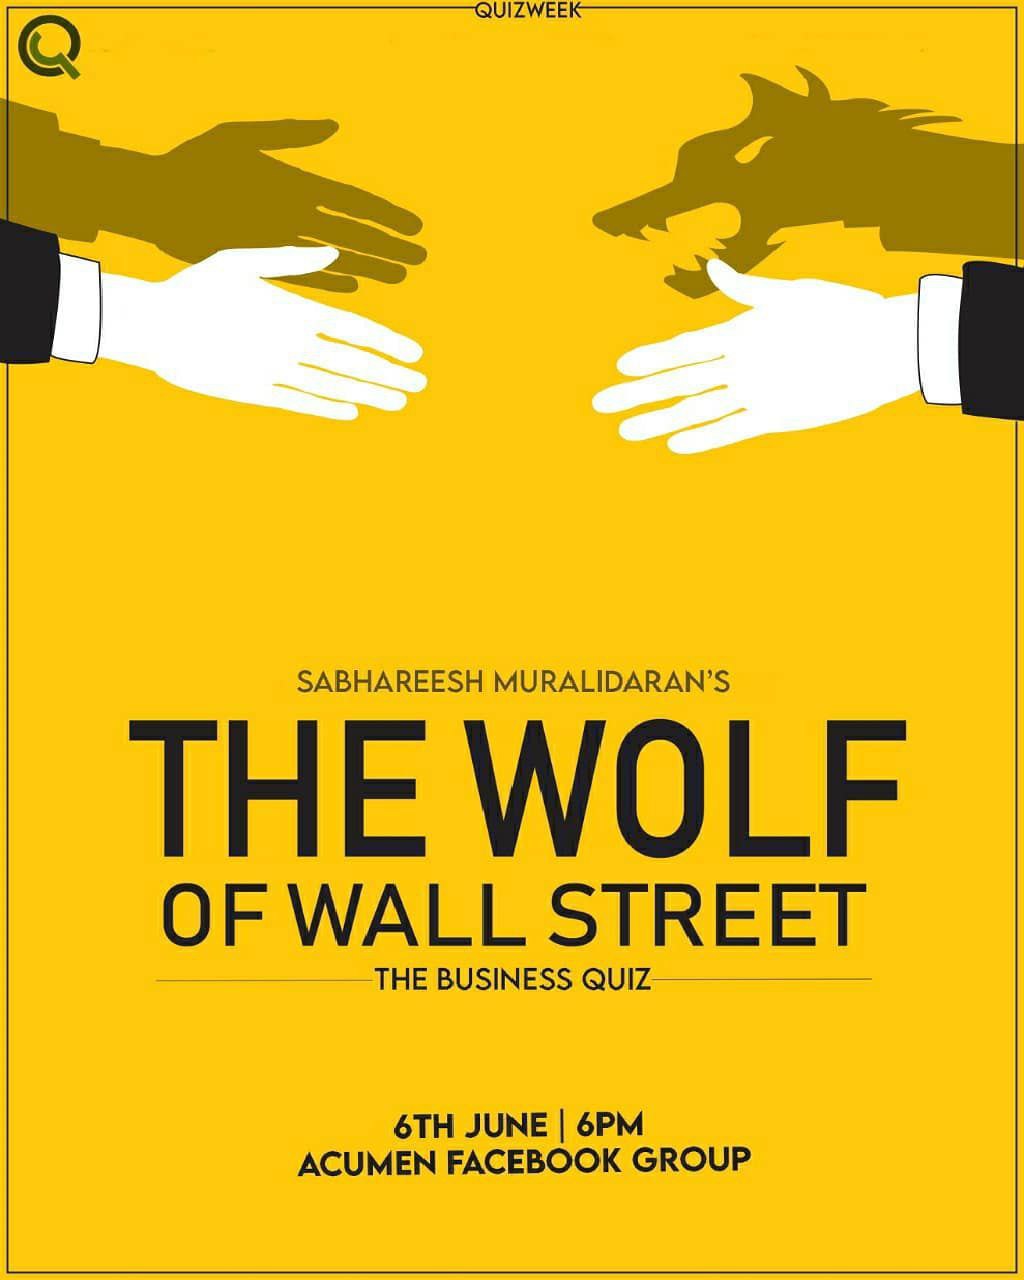 QUIZWEEK
SABHAREESH MURALIDARAN'S
THE WOLF
OF WALL STREET
THE BUSINESS QUIZ
6TH JUNE | 6PM
ACUMEN FACEBOOK GROUP